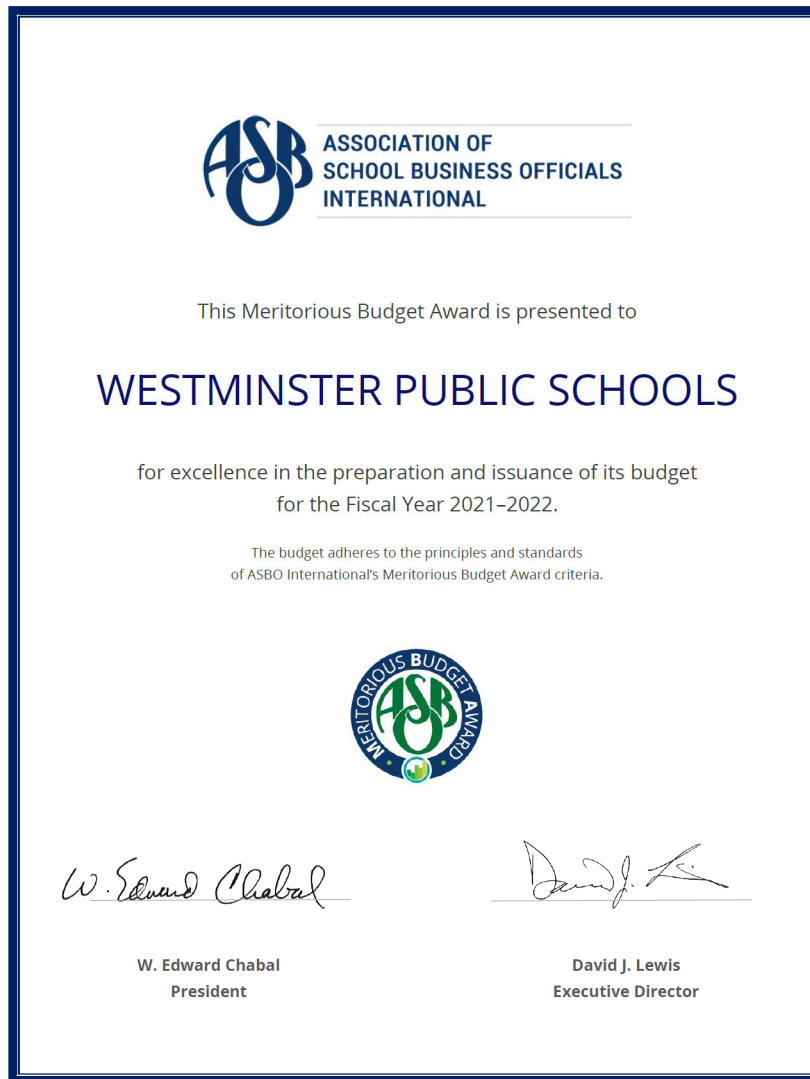 ASBO
ASSOCIATION OF
SCHOOL BUSINESS OFFICIALS
INTERNATIONAL
This Meritorious Budget Award is presented to
WESTMINSTER PUBLIC SCHOOLS
for excellence in the preparation and issuance of its budget
for the Fiscal Year 2021–2022.
The budget adheres to the principles and standards
of ASBO International's Meritorious Budget Award criteria.
MERITORIOUS BUDGET AWARD
ASBO
W. Edward Chabal
David J. Lewis
W. Edward Chabal
President
David J. Lewis
Executive Director